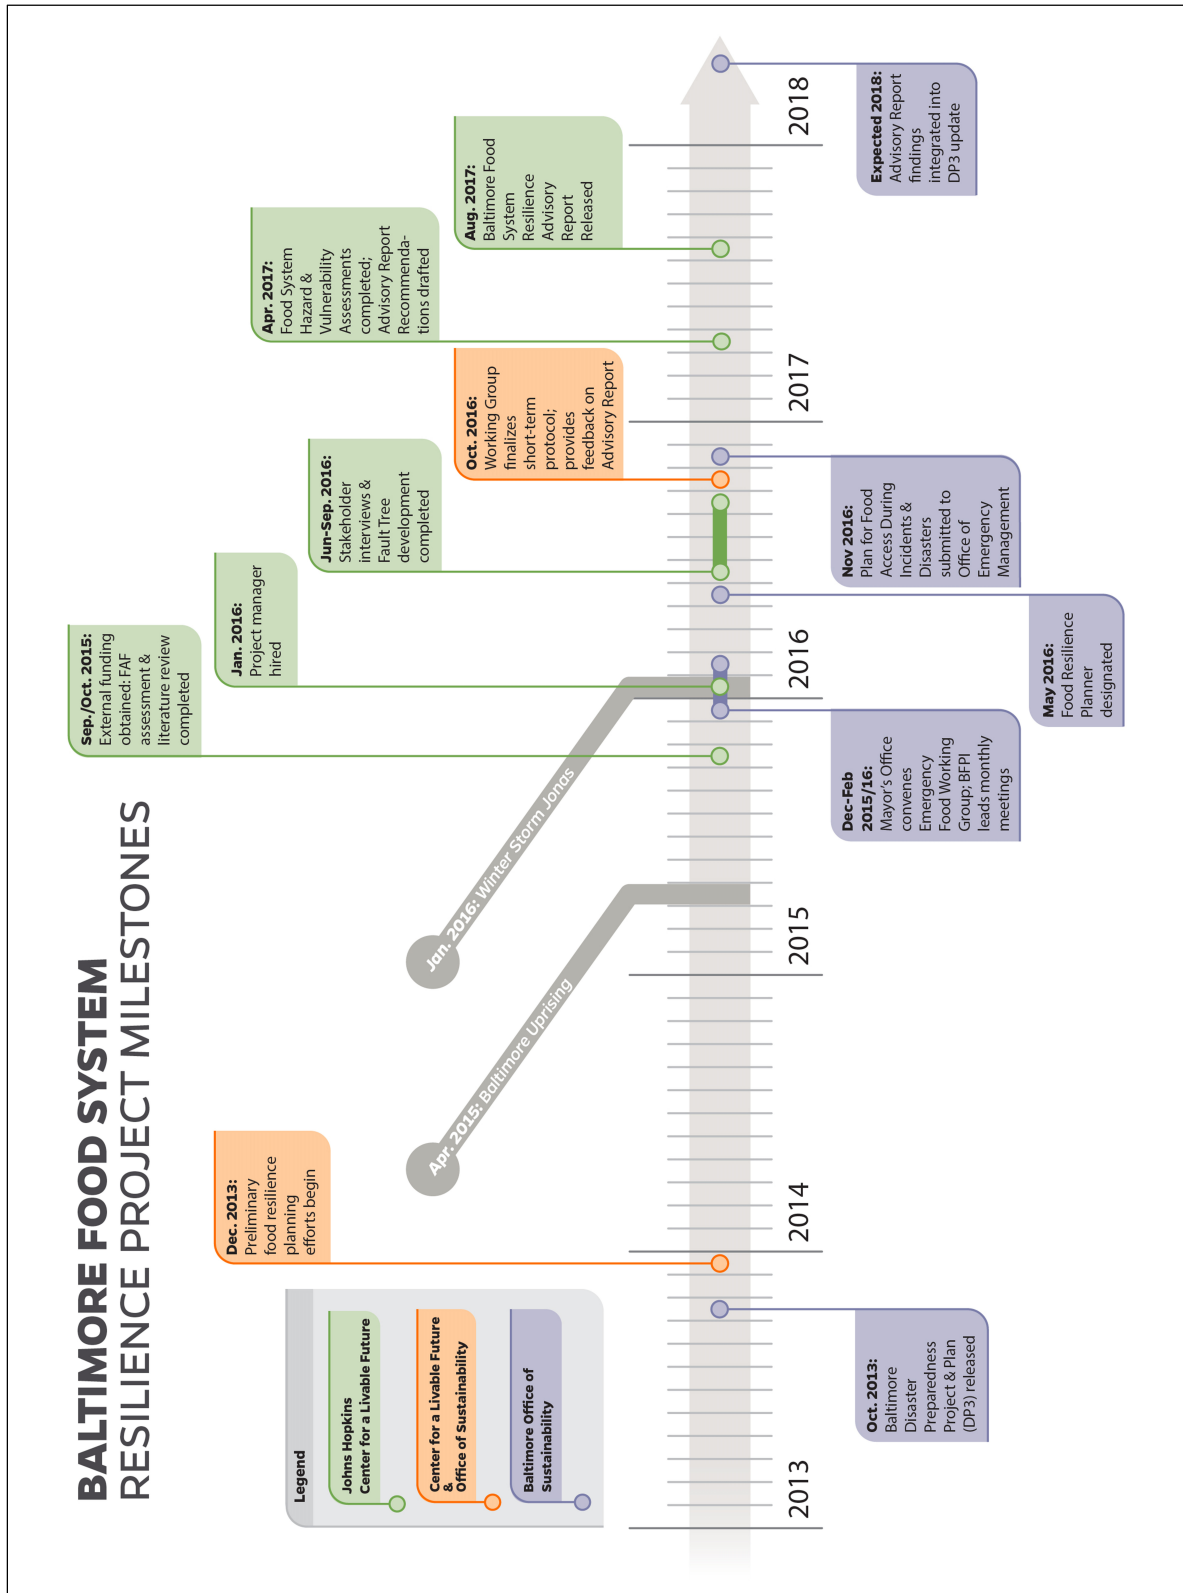 BALTIMORE FOOD SYSTEM
RESILIENCE PROJECT MILESTONES
Legend
Johns Hopkins
Center for a Livable Future
Center for a Livable Future
&
Office of Sustainability
Baltimore Office of
Sustainability
Dec. 2013:
Preliminary
food resilience
planning
efforts begin
Apr. 2015: Baltimore Uprising
Jan. 2016: Winter Storm Jonas
Sep./Oct. 2015:
External funding
obtained: FAF
assessment &
literature review
completed
Jan. 2016:
Project manager
hired
Jun-Sep. 2016:
Stakeholder
interviews &
Fault Tree
development
completed
Oct. 2016:
Working Group
finalizes
short-term
protocol;
provides
feedback on
Advisory Report
Apr. 2017:
Food System
Hazard &
Vulnerability
Assessments
completed;
Advisory Report
Recommenda-
tions drafted
Aug. 2017:
Baltimore Food
System
Resilience
Advisory
Report
Released
2013
2014
2015
2016
2017
2018
Oct. 2013:
Baltimore
Disaster
Preparedness
Project & Plan
(DP3) released
Dec-Feb
2015/16:
Mayor's Office
convenes
Emergency
Food Working
Group; BFPI
leads monthly
meetings
May 2016:
Food Resilience
Planner
designated
Nov 2016:
Plan for Food
Access During
Incidents &
Disasters
submitted to
Office of
Emergency
Management
Expected 2018:
Advisory Report
findings
integrated into
DP3 update